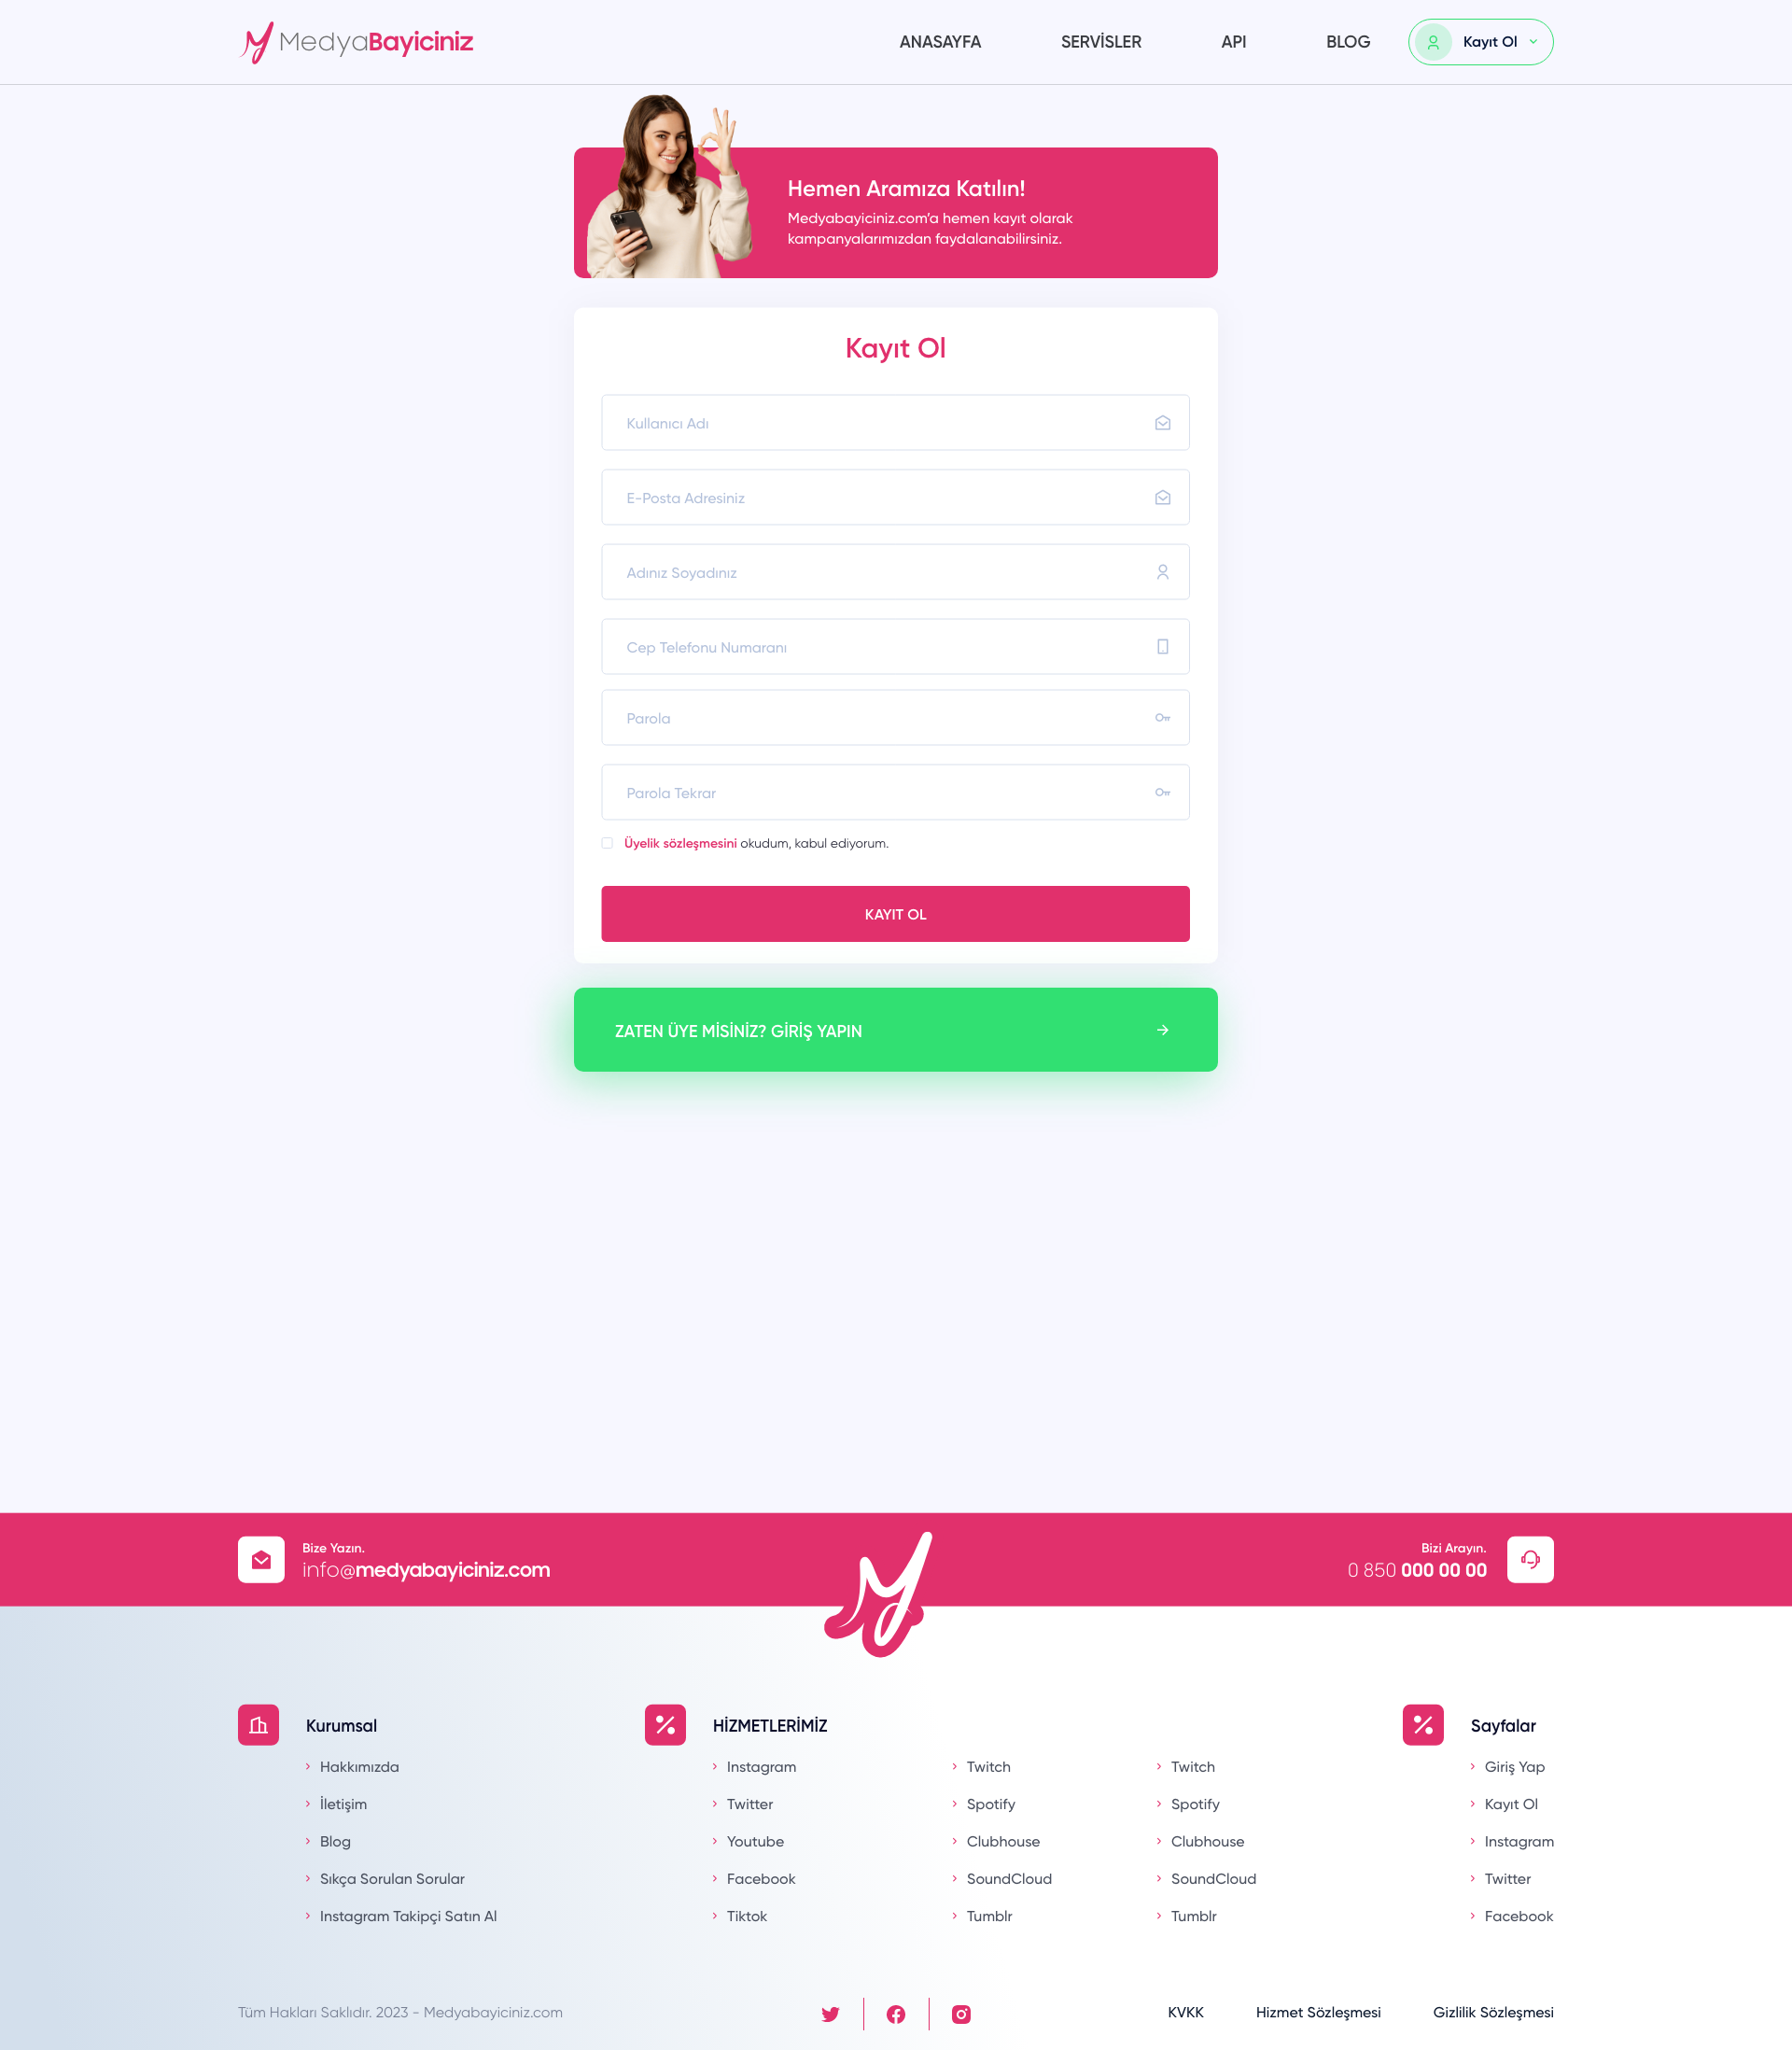 MedyaBayiciniz
ANASAYFA
SERVİSLER
API
BLOG
Kayıt Ol
Hemen Aramıza Katılın!
Medyabayiciniz.com'a hemen kayıt olarak
kampanyalarımızdan faydalanabilirsiniz.
Kayıt Ol
Kullanıcı Adı
E-Posta Adresiniz
Adınız Soyadınız
Cep Telefonu Numaranı
Parola
Parola Tekrar
Üyelik sözleşmesini okudum, kabul ediyorum.
KAYIT OL
ZATEN ÜYE MİSİNİZ? GİRİŞ YAPIN
Bize Yazın.
info@medyabayiciniz.com
Bizi Arayın.
0 850 000 00 00
Kurumsal
Hakkımızda
İletişim
Blog
Sıkça Sorulan Sorular
Instagram Takipçi Satın Al
HİZMETLERİMİZ
Instagram
Twitter
Youtube
Facebook
Tiktok
Twitch
Spotify
Clubhouse
SoundCloud
Tumblr
Twitch
Spotify
Clubhouse
SoundCloud
Tumblr
Sayfalar
Giriş Yap
Kayıt Ol
Instagram
Twitter
Facebook
Tüm Hakları Saklıdır. 2023 - Medyabayiciniz.com
KVKK
Hizmet Sözleşmesi
Gizlilik Sözleşmesi